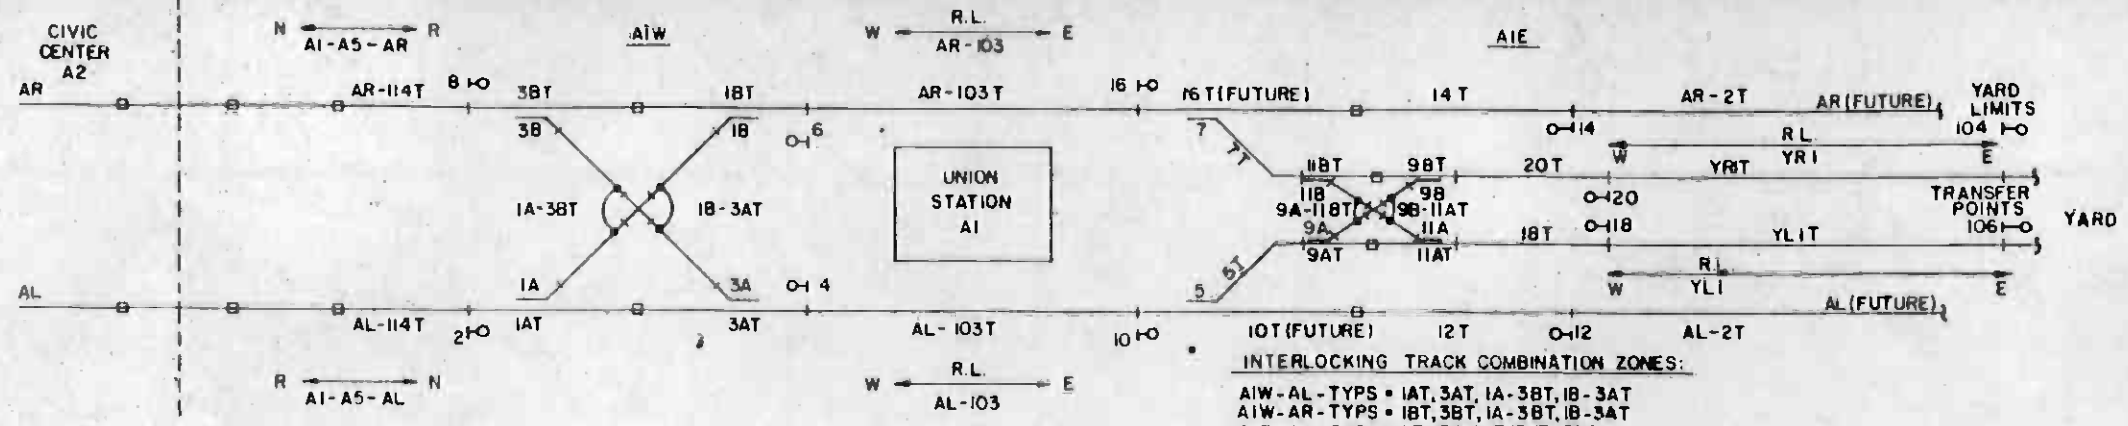 CIVIC
CENTER
A2
N R
A1-A5-AR
A1W
R.L.
W E
AR-103
A1E
AR
AR-114T
8
3BT
1BT
AR-103T
16
16T(FUTURE)
14T
AR-2T
AR(FUTURE)
YARD
LIMITS
104
3B
1B
6
7
7T
14
R.L.
W E
YR1
11BT
9BT
20T
YR1T
UNION
STATION
A1
1A-3BT
1B-3AT
11B
9B
9A-11BT
9B-11AT
20
TRANSFER
POINTS
YARD
9A
11A
18
106
9AT
11AT
18T
YL1T
1A
3A
4
5
5T
R.L.
W E
YL1
AL
AL-114T
2
1AT
3AT
AL-103T
10
10T(FUTURE)
12T
12
AL-2T
AL(FUTURE)
R N
A1-A5-AL
R.L.
W E
AL-103
INTERLOCKING TRACK COMBINATION ZONES:
A1W-AL-TYPS = 1AT, 3AT, 1A-3BT, 1B-3AT
A1W-AR-TYPS = 1BT, 3BT, 1A-3BT, 1B-3AT